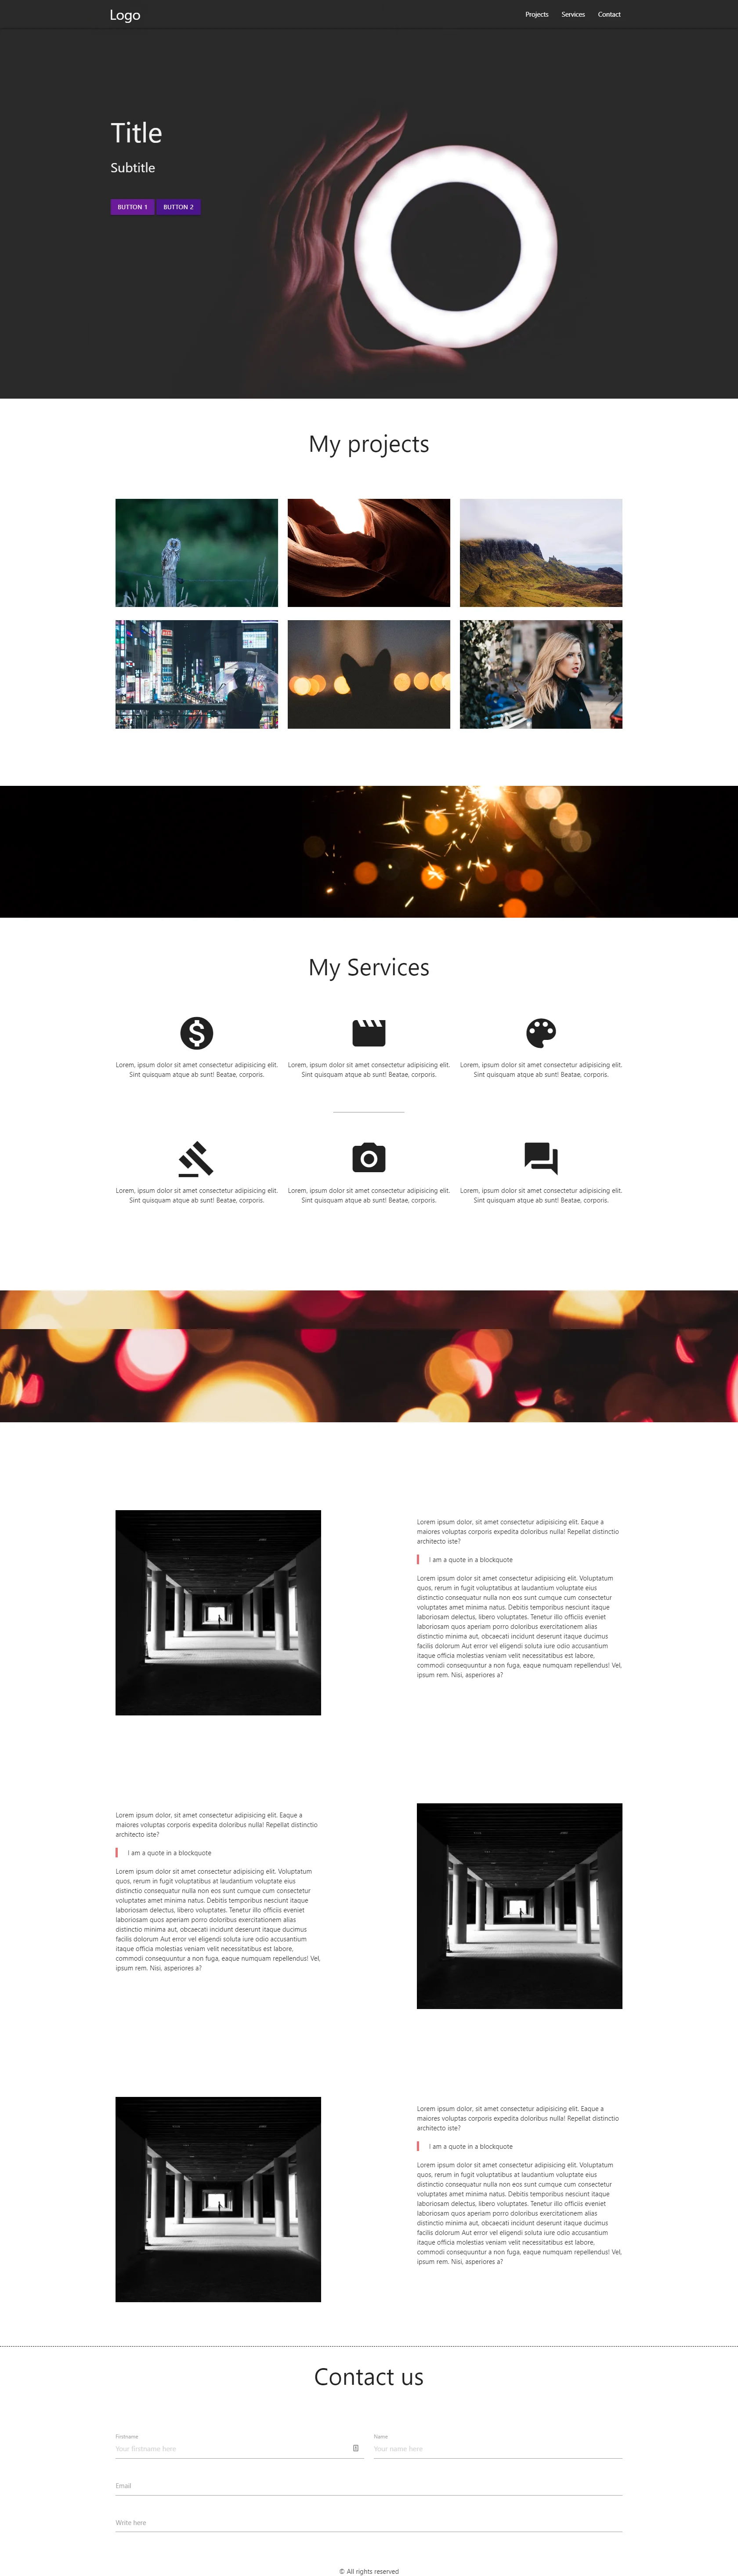 Logo
Projects Services Contact
Title
Subtitle
BUTTON 1 BUTTON 2
My projects
My Services
Lorem, ipsum dolor sit amet consectetur adipisicing elit.
Sint quisquam atque ab sunt! Beatae, corporis.
Lorem, ipsum dolor sit amet consectetur adipisicing elit.
Sint quisquam atque ab sunt! Beatae, corporis.
Lorem, ipsum dolor sit amet consectetur adipisicing elit.
Sint quisquam atque ab sunt! Beatae, corporis.
Lorem, ipsum dolor sit amet consectetur adipisicing elit.
Sint quisquam atque ab sunt! Beatae, corporis.
Lorem, ipsum dolor sit amet consectetur adipisicing elit.
Sint quisquam atque ab sunt! Beatae, corporis.
Lorem, ipsum dolor sit amet consectetur adipisicing elit.
Sint quisquam atque ab sunt! Beatae, corporis.
Lorem ipsum dolor, sit amet consectetur adipisicing elit. Eaque a
maiores voluptas corporis expedita doloribus nulla! Repellat distinctio
architecto iste?
I am a quote in a blockquote
Lorem ipsum dolor sit amet consectetur adipisicing elit. Voluptatum
quos, rerum in fugit voluptatibus at laudantium voluptate eius
distinctio consequatur nulla non eos sunt cumque cum consectetur
voluptates amet minima natus. Debitis temporibus nesciunt itaque
laboriosam delectus, libero voluptates. Tenetur illo officiis eveniet
laboriosam quos aperiam porro doloribus exercitationem alias
distinctio minima aut, obcaecati incidunt deserunt itaque ducimus
facilis dolorum Aut error vel eligendi soluta iure odio accusantium
itaque officia molestias veniam velit necessitatibus est labore,
commodi consequuntur a non fuga, eaque numquam repellendus! Vel,
ipsum rem. Nisi, asperiores a?
Lorem ipsum dolor, sit amet consectetur adipisicing elit. Eaque a
maiores voluptas corporis expedita doloribus nulla! Repellat distinctio
architecto iste?
I am a quote in a blockquote
Lorem ipsum dolor sit amet consectetur adipisicing elit. Voluptatum
quos, rerum in fugit voluptatibus at laudantium voluptate eius
distinctio consequatur nulla non eos sunt cumque cum consectetur
voluptates amet minima natus. Debitis temporibus nesciunt itaque
laboriosam delectus, libero voluptates. Tenetur illo officiis eveniet
laboriosam quos aperiam porro doloribus exercitationem alias
distinctio minima aut, obcaecati incidunt deserunt itaque ducimus
facilis dolorum Aut error vel eligendi soluta iure odio accusantium
itaque officia molestias veniam velit necessitatibus est labore,
commodi consequuntur a non fuga, eaque numquam repellendus! Vel,
ipsum rem. Nisi, asperiores a?
Lorem ipsum dolor, sit amet consectetur adipisicing elit. Eaque a
maiores voluptas corporis expedita doloribus nulla! Repellat distinctio
architecto iste?
I am a quote in a blockquote
Lorem ipsum dolor sit amet consectetur adipisicing elit. Voluptatum
quos, rerum in fugit voluptatibus at laudantium voluptate eius
distinctio consequatur nulla non eos sunt cumque cum consectetur
voluptates amet minima natus. Debitis temporibus nesciunt itaque
laboriosam delectus, libero voluptates. Tenetur illo officiis eveniet
laboriosam quos aperiam porro doloribus exercitationem alias
distinctio minima aut, obcaecati incidunt deserunt itaque ducimus
facilis dolorum Aut error vel eligendi soluta iure odio accusantium
itaque officia molestias veniam velit necessitatibus est labore,
commodi consequuntur a non fuga, eaque numquam repellendus! Vel,
ipsum rem. Nisi, asperiores a?
Contact us
Firstname Name
Your firstname here Your name here
Email
Write here
© All rights reserved